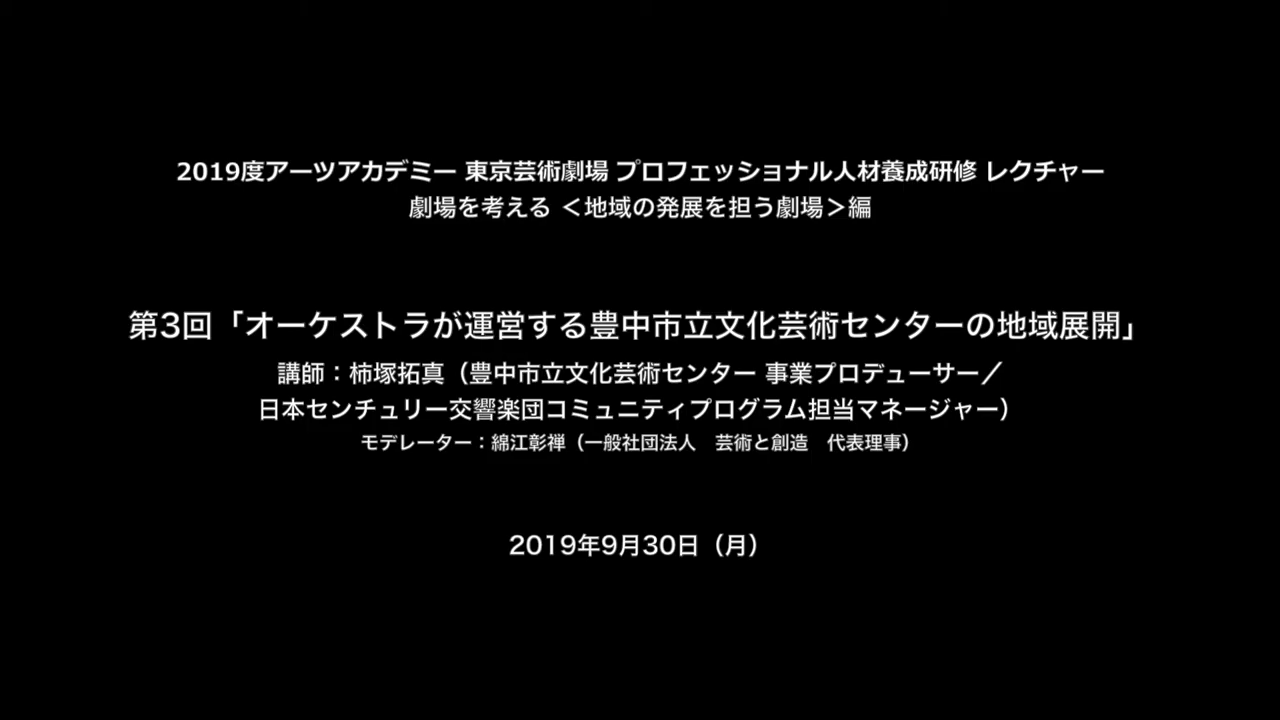 2019度アーツアカデミー 東京芸術劇場 プロフェッショナル人材養成研修 レクチャー
劇場を考える ＜地域の発展を担う劇場＞編
第3回「オーケストラが運営する豊中市立文化芸術センターの地域展開」
講師：柿塚拓真（豊中市立文化芸術センター 事業プロデューサー／
日本センチュリー交響楽団コミュニティプログラム担当マネージャー）
モデレーター：綿江彰禅（一般社団法人　芸術と創造　代表理事）
2019年9月30日（月）